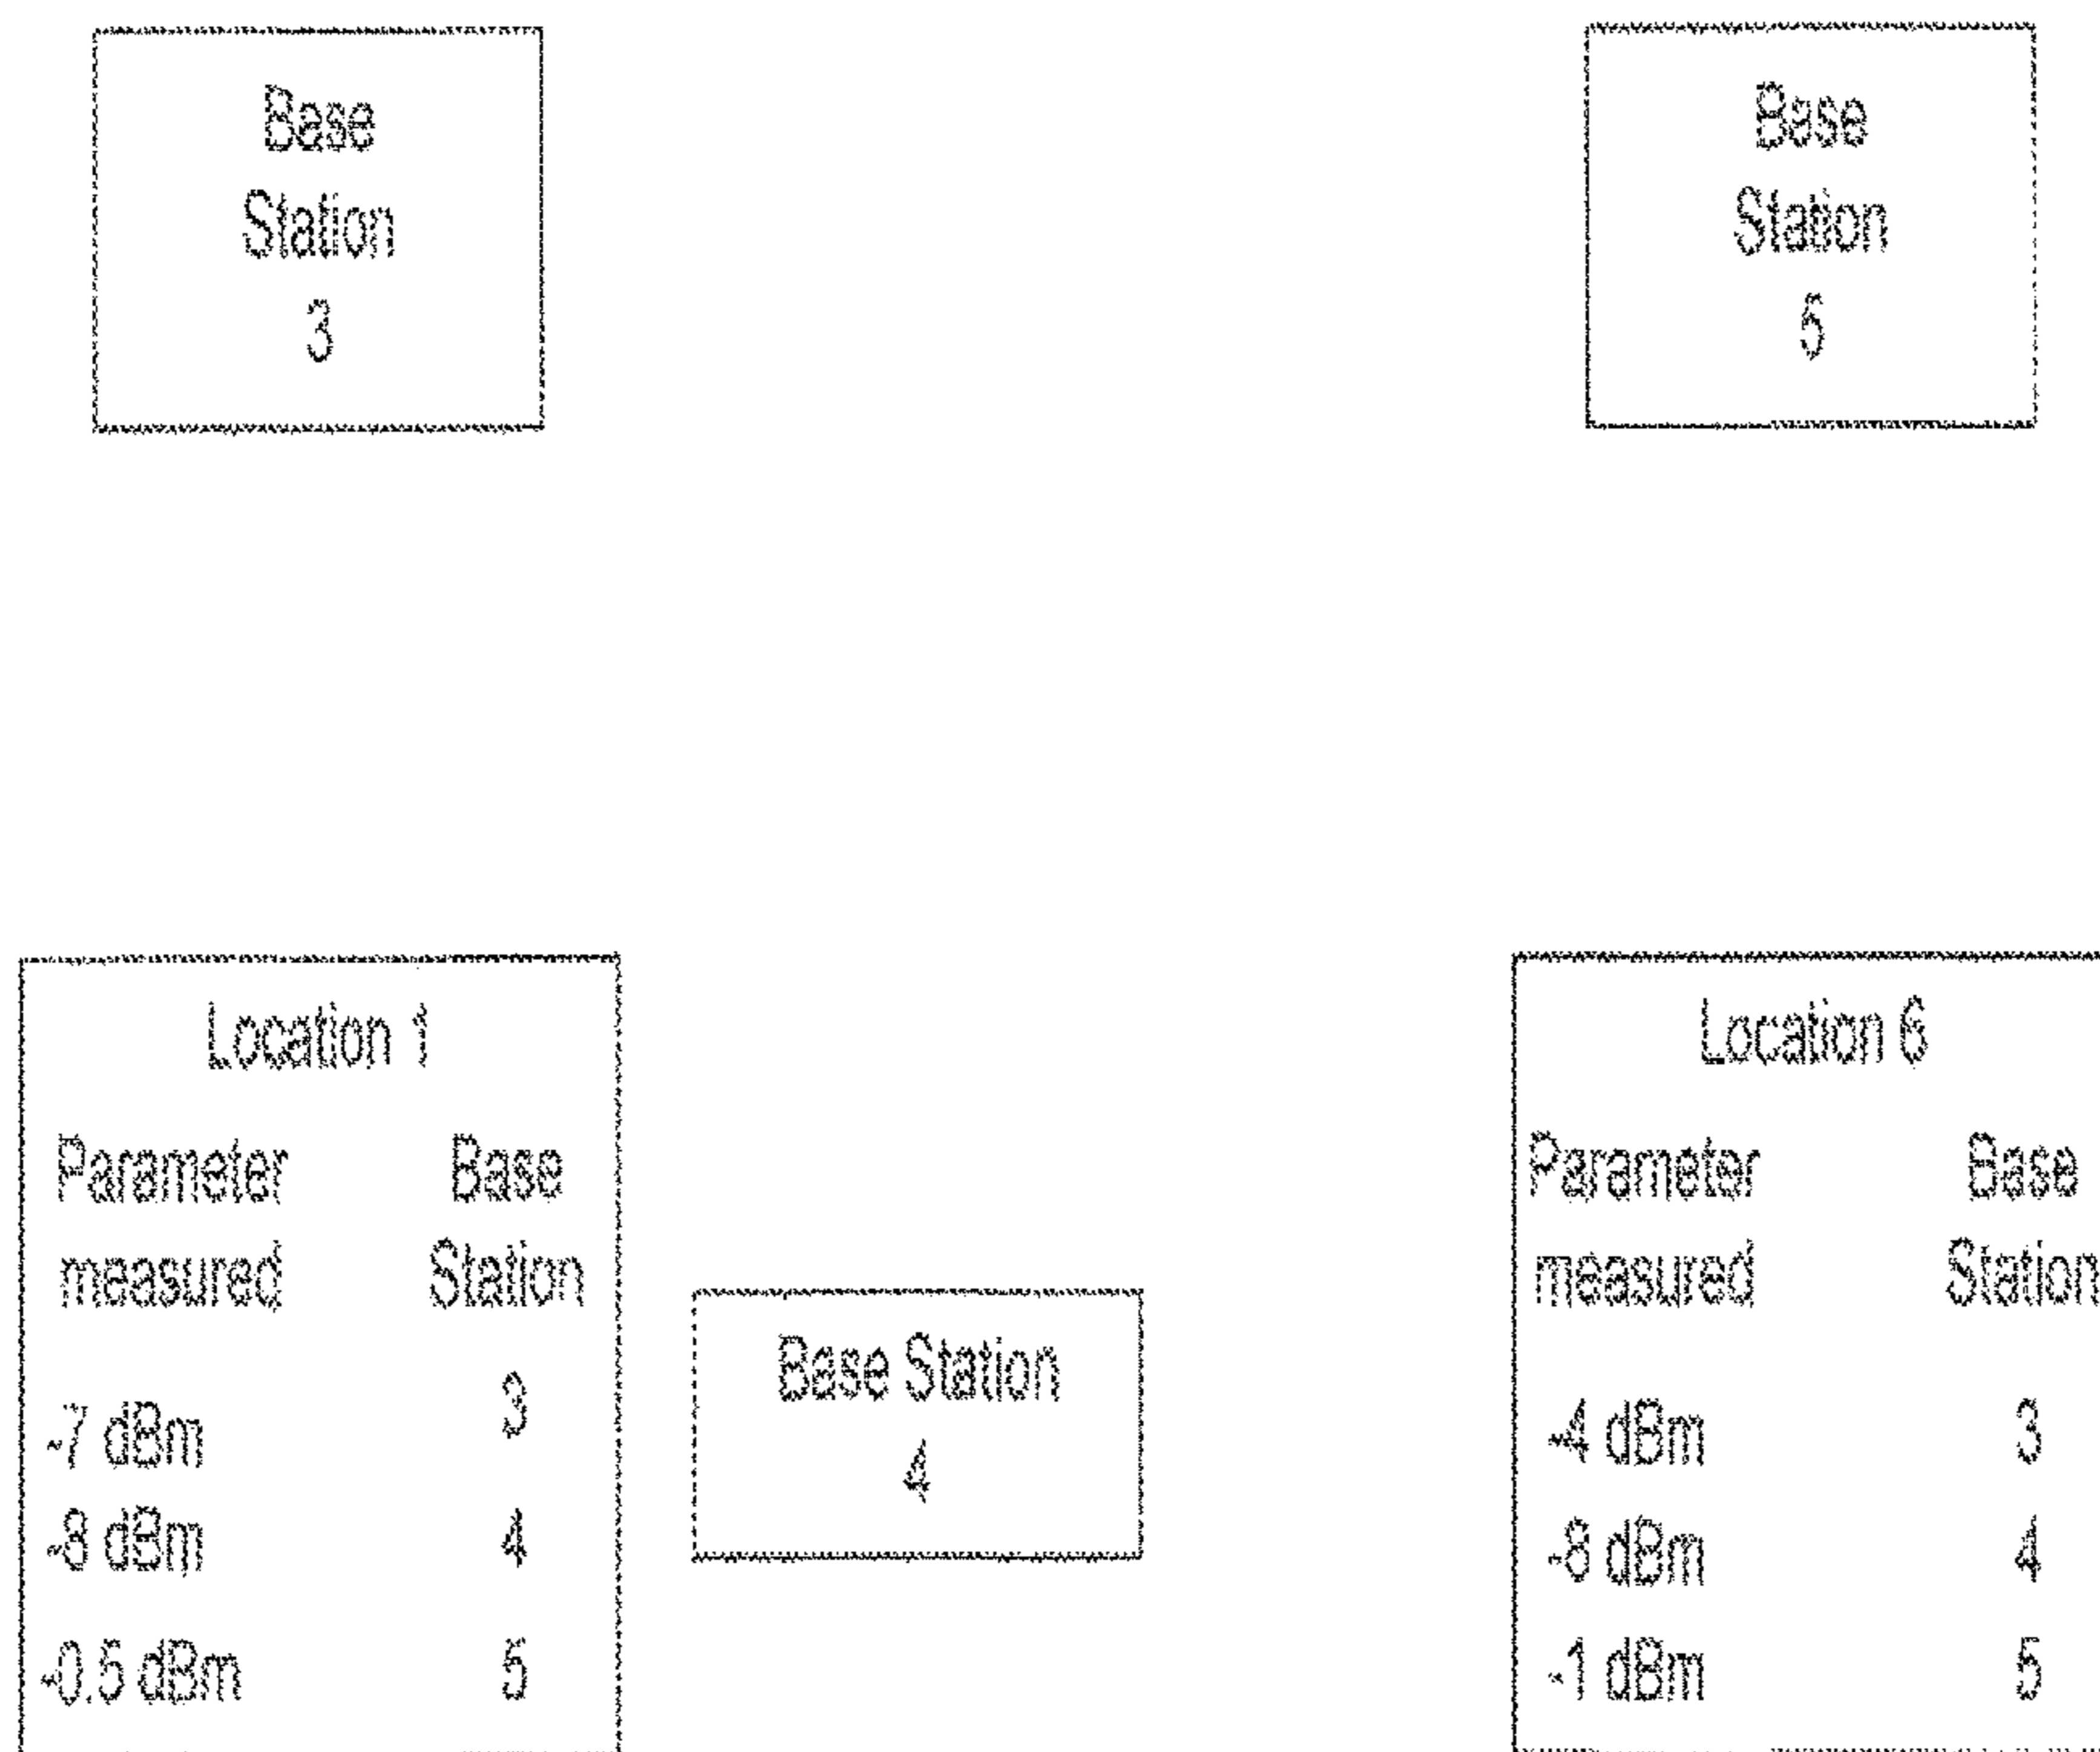 Base
Station
3
Base
Station
5
Location 1
Parameter Base
measured Station
-7 dBm 3
-8 dBm 4
-0.5 dBm 5
Base Station
4
Location 6
Parameter Base
measured Station
-4 dBm 3
-8 dBm 4
-1 dBm 5